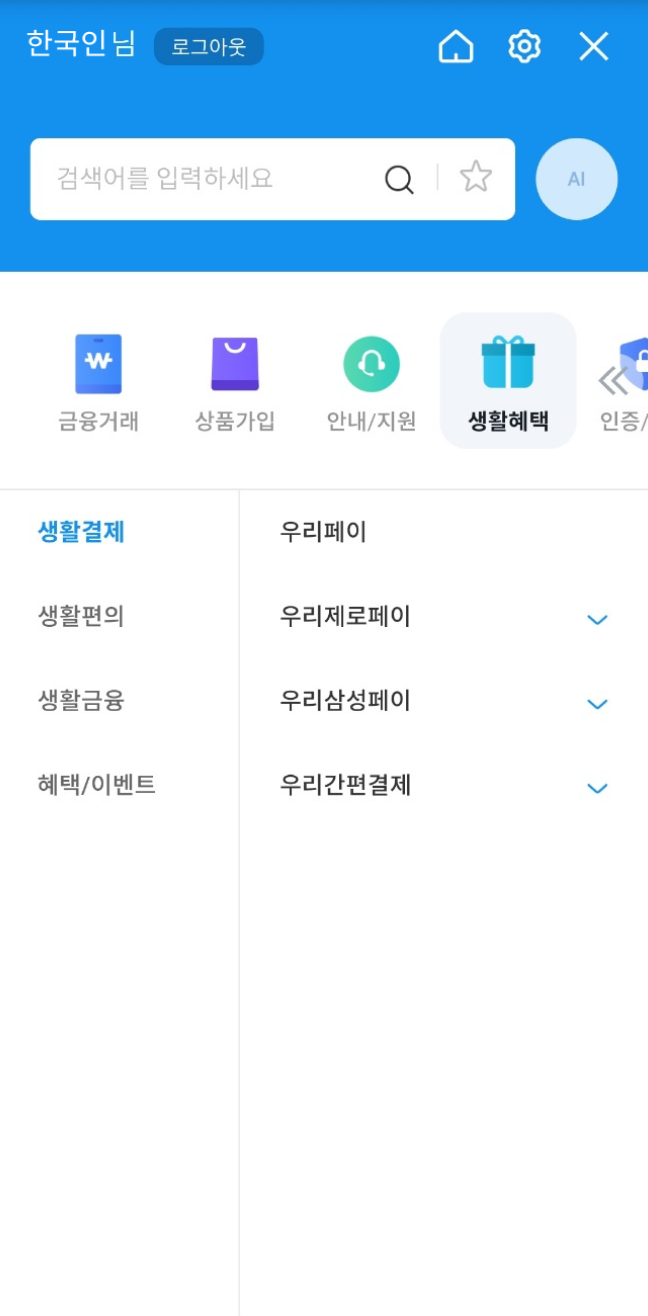 한국인 님 로그아웃
검색어를 입력하세요
AI
금융거래 상품가입 안내/지원 생활혜택 인증/
생활결제
생활편의
생활금융
혜택/이벤트
우리페이
우리제로페이
우리삼성페이
우리간편결제